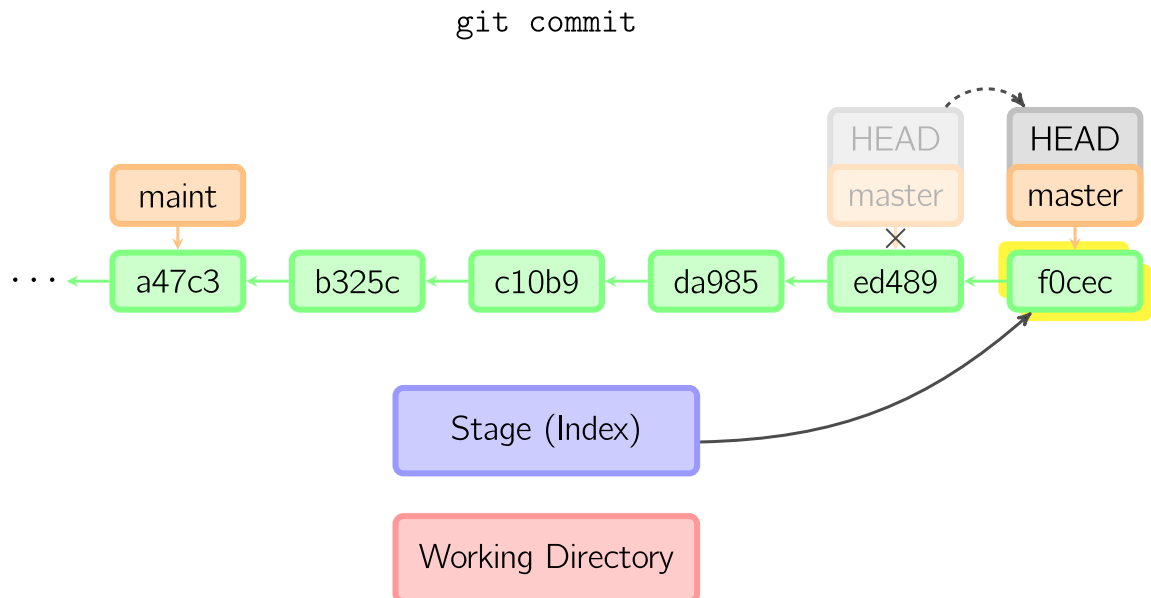 git commit
HEAD HEAD
maint master master
... a47c3 b325c c10b9 da985 ed489 f0cec
Stage (Index)
Working Directory